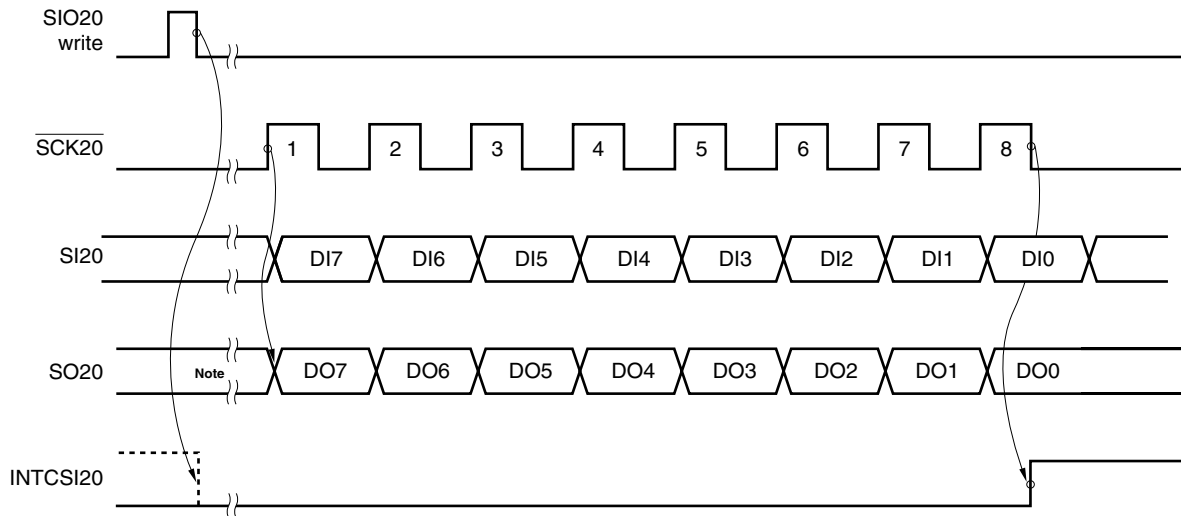 SIO20
write
SCK20
1 2 3 4 5 6 7 8
SI20
DI7 DI6 DI5 DI4 DI3 DI2 DI1 DI0
SO20
Note
DO7 DO6 DO5 DO4 DO3 DO2 DO1 DO0
INTCSI20